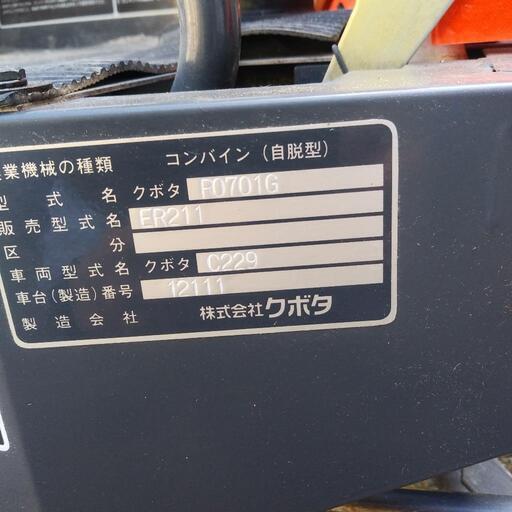 業機械の種類 コンバイン（自脱型）
型式名 クボタ F0701G
販売型式名 ER211
区分
車両型式名 クボタ C229
車台（製造）番号 12111
製造会社 株式会社クボタ